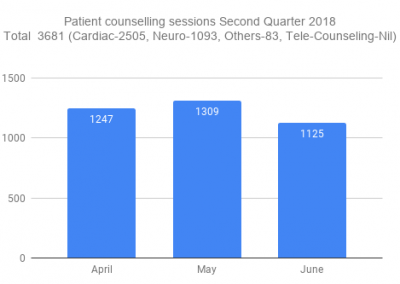 Patient counselling sessions Second Quarter 2018
Total  3681 (Cardiac-2505, Neuro-1093, Others-83, Tele-Counseling-Nil)
1500
1000
500
0
1247
1309
1125
April
May
June